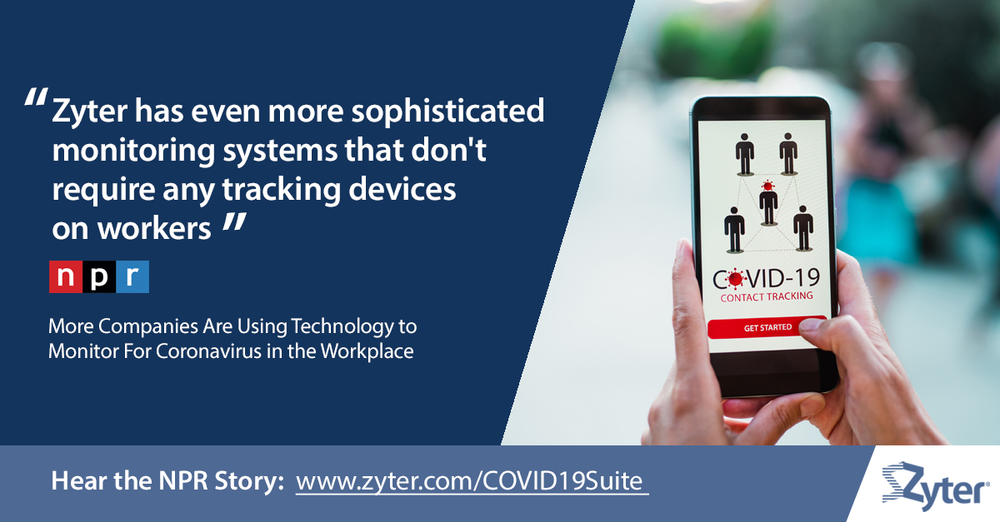 “Zyter has even more sophisticated
monitoring systems that don't
require any tracking devices
on workers”
npr
More Companies Are Using Technology to
Monitor For Coronavirus in the Workplace
COVID-19
CONTACT TRACKING
GET STARTED
Hear the NPR Story: www.zyter.com/COVID19Suite
Zyter®